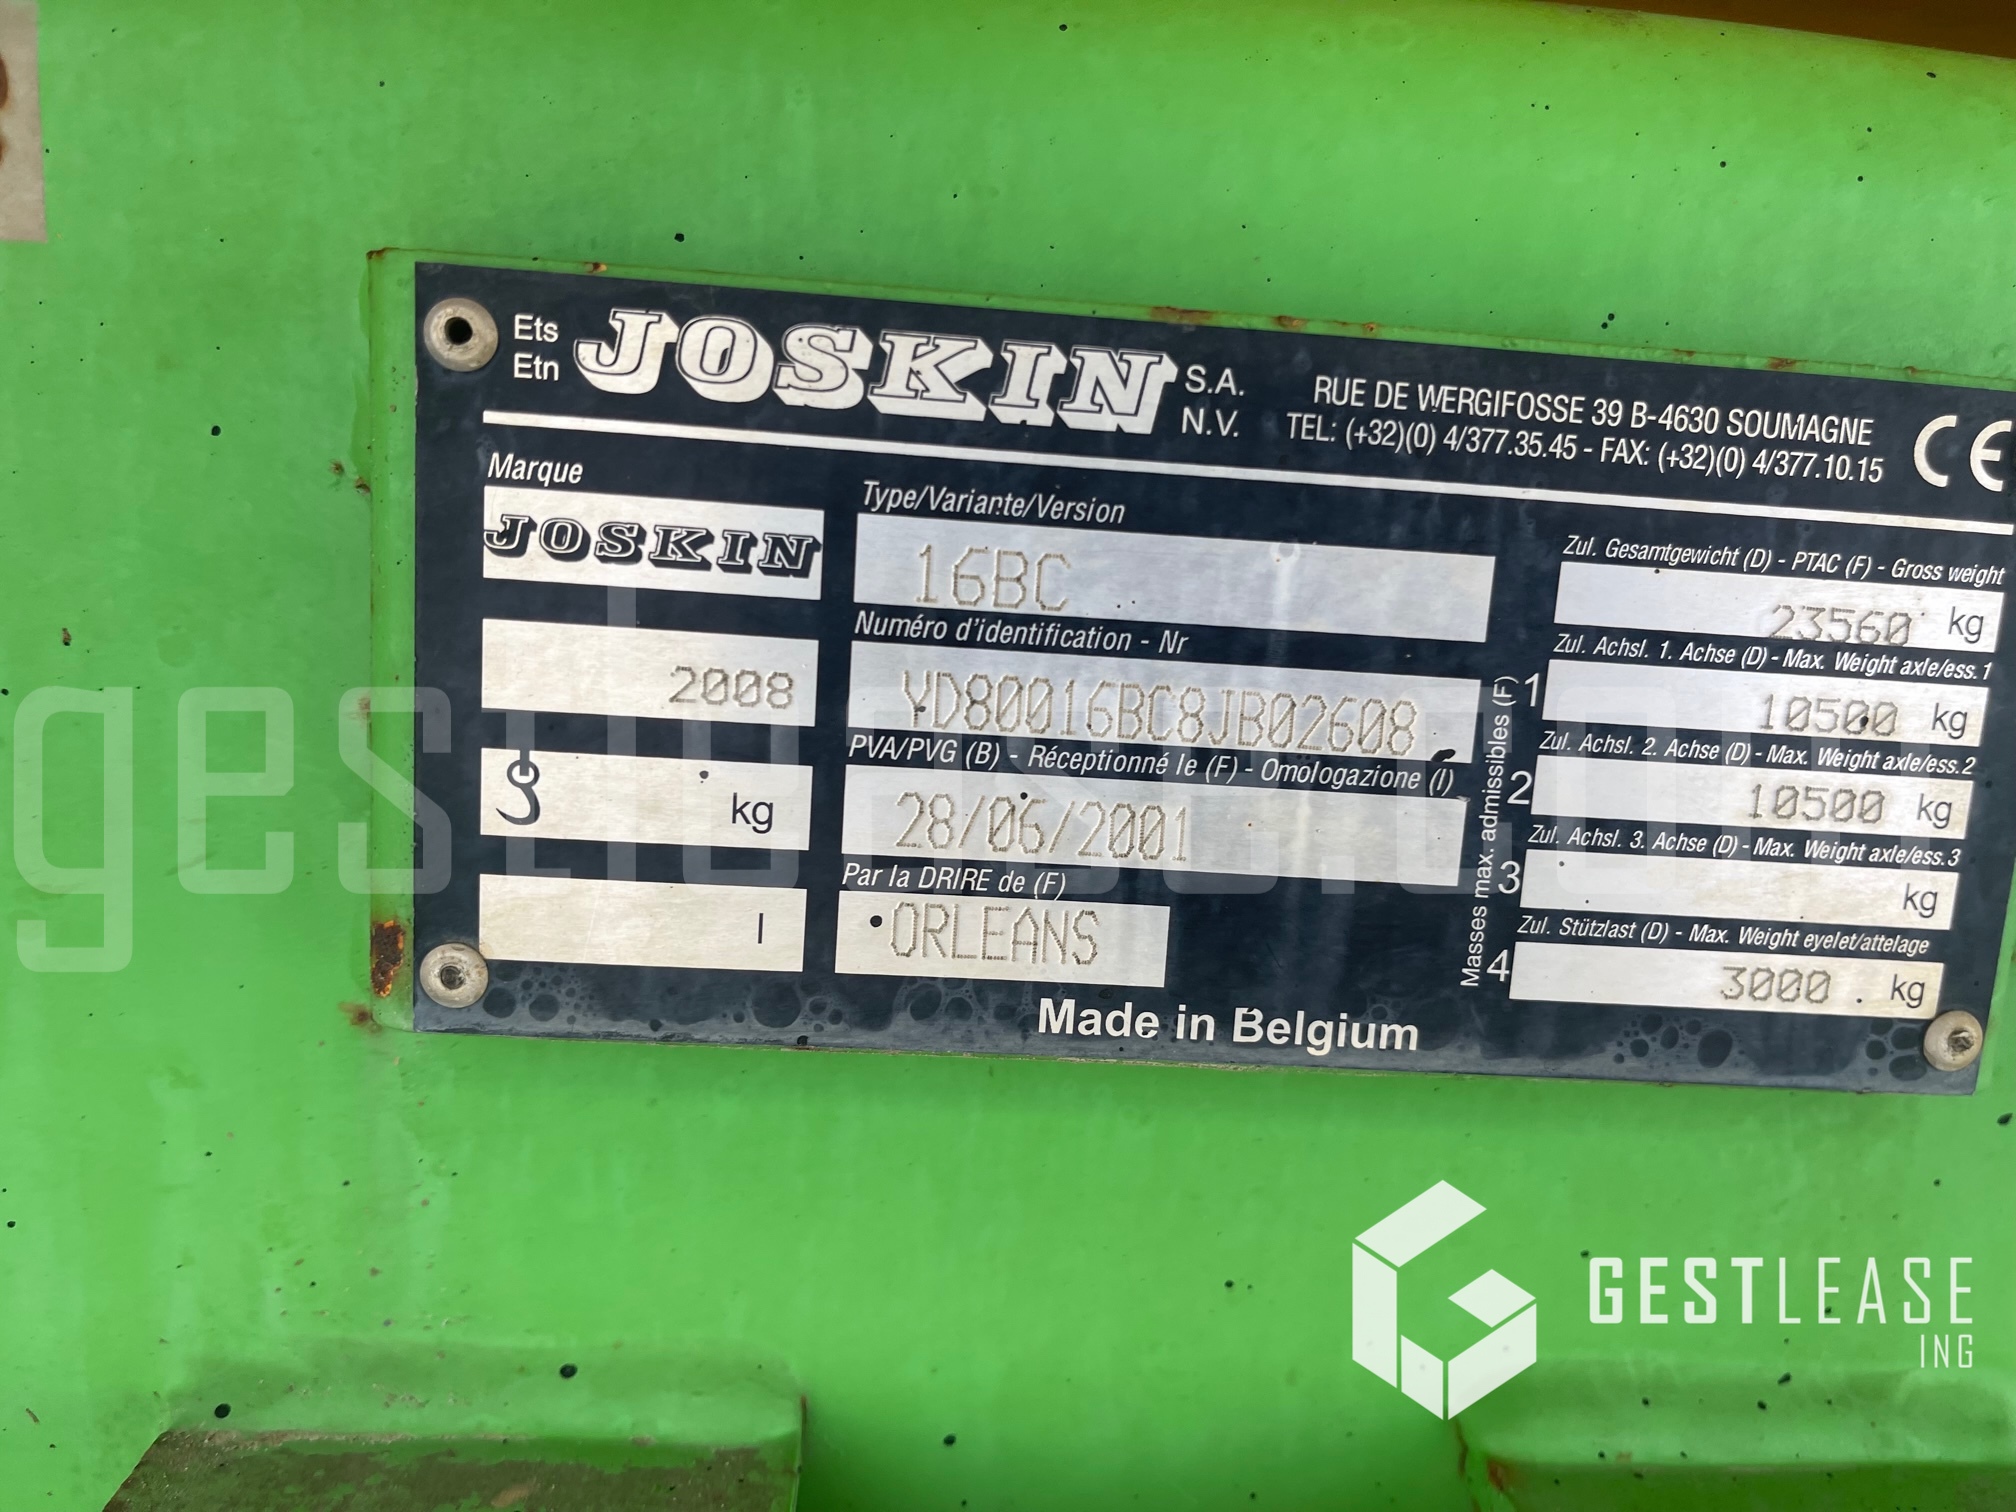 Ets
Etn
JOSKIN
S.A.
N.V.
RUE DE WERGIFOSSE 39 B-4630 SOUMAGNE
TEL: (+32)(0) 4/377.35.45 - FAX: (+32)(0) 4/377.10.15
CE
Marque
JOSKIN
2008
kg
l
Type/Variante/Version
16BC
Numéro d'identification - Nr
YD80016BC8JB02608
PVA/PVG (B) - Réceptionné le (F) - Omologazione (I)
28/06/2001
Par la DRIRE de (F)
ORLEANS
Zul. Gesamtgewicht (D) - PTAC (F) - Gross weight
23560 kg
Masses max. admissibles (F)
Zul. Achsl. 1. Achse (D) - Max. Weight axle/ess.1
1 10500 kg
Zul. Achsl. 2. Achse (D) - Max. Weight axle/ess.2
2 10500 kg
Zul. Achsl. 3. Achse (D) - Max. Weight axle/ess.3
3 kg
Zul. Stützlast (D) - Max. Weight eyelet/attelage
4 3000 kg
Made in Belgium
gestlease.com
GESTLEASE
ING